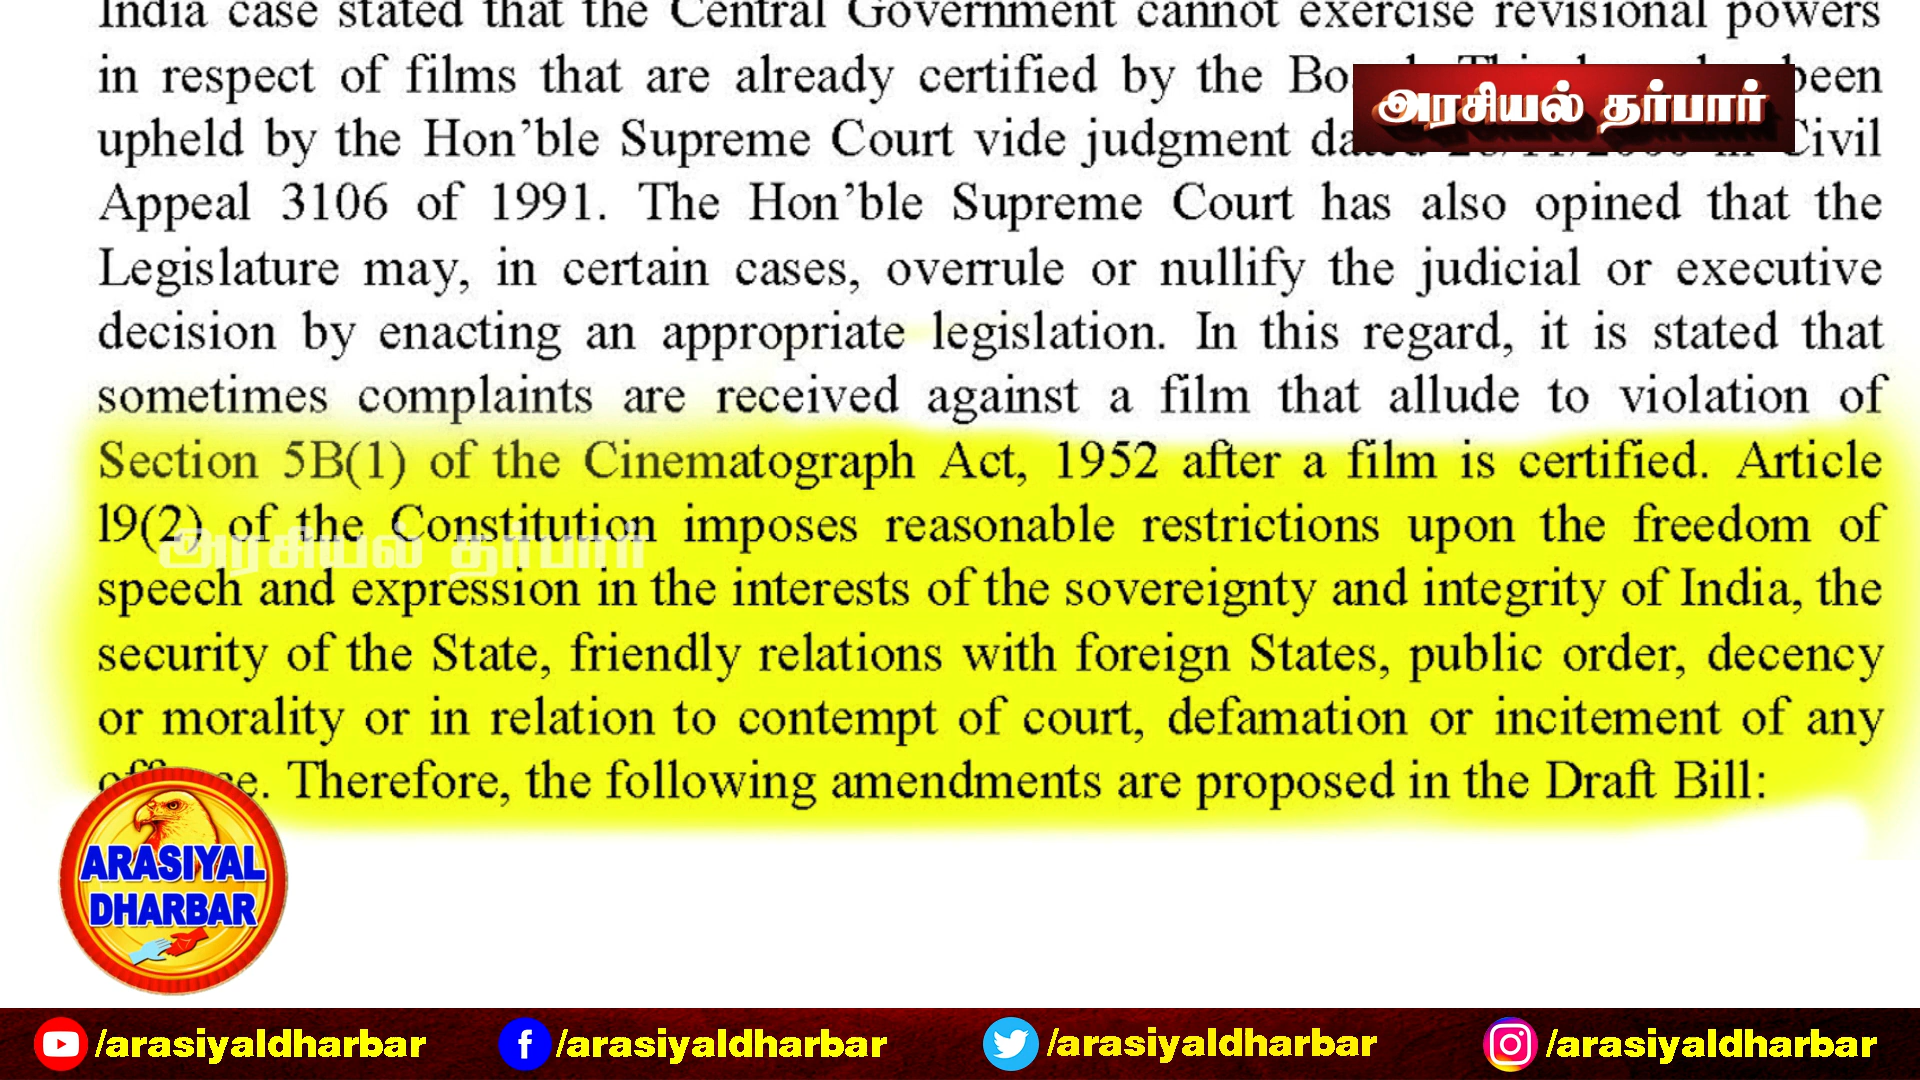 India case stated that the Central Government cannot exercise revisional powers
in respect of films that are already certified by the been
அரசியல் தர்பார்
upheld by the Hon'ble Supreme Court vide judgment Civil
Appeal 3106 of 1991. The Hon'ble Supreme Court has also opined that the
Legislature may, in certain cases, overrule or nullify the judicial or executive
decision by enacting an appropriate legislation. In this regard, it is stated that
sometimes complaints are received against a film that allude to violation of
Section 5B(1) of the Cinematograph Act, 1952 after a film is certified. Article
19(2) of the Constitution imposes reasonable restrictions upon the freedom of
அரசியல் தர்பார்
speech and expression in the interests of the sovereignty and integrity of India, the
security of the State, friendly relations with foreign States, public order, decency
or morality or in relation to contempt of court, defamation or incitement of any
Therefore, the following amendments are proposed in the Draft Bill:
ARASIYAL
DHARBAR
/arasiyaldharbar /arasiyaldharbar /arasiyaldharbar /arasiyaldharbar